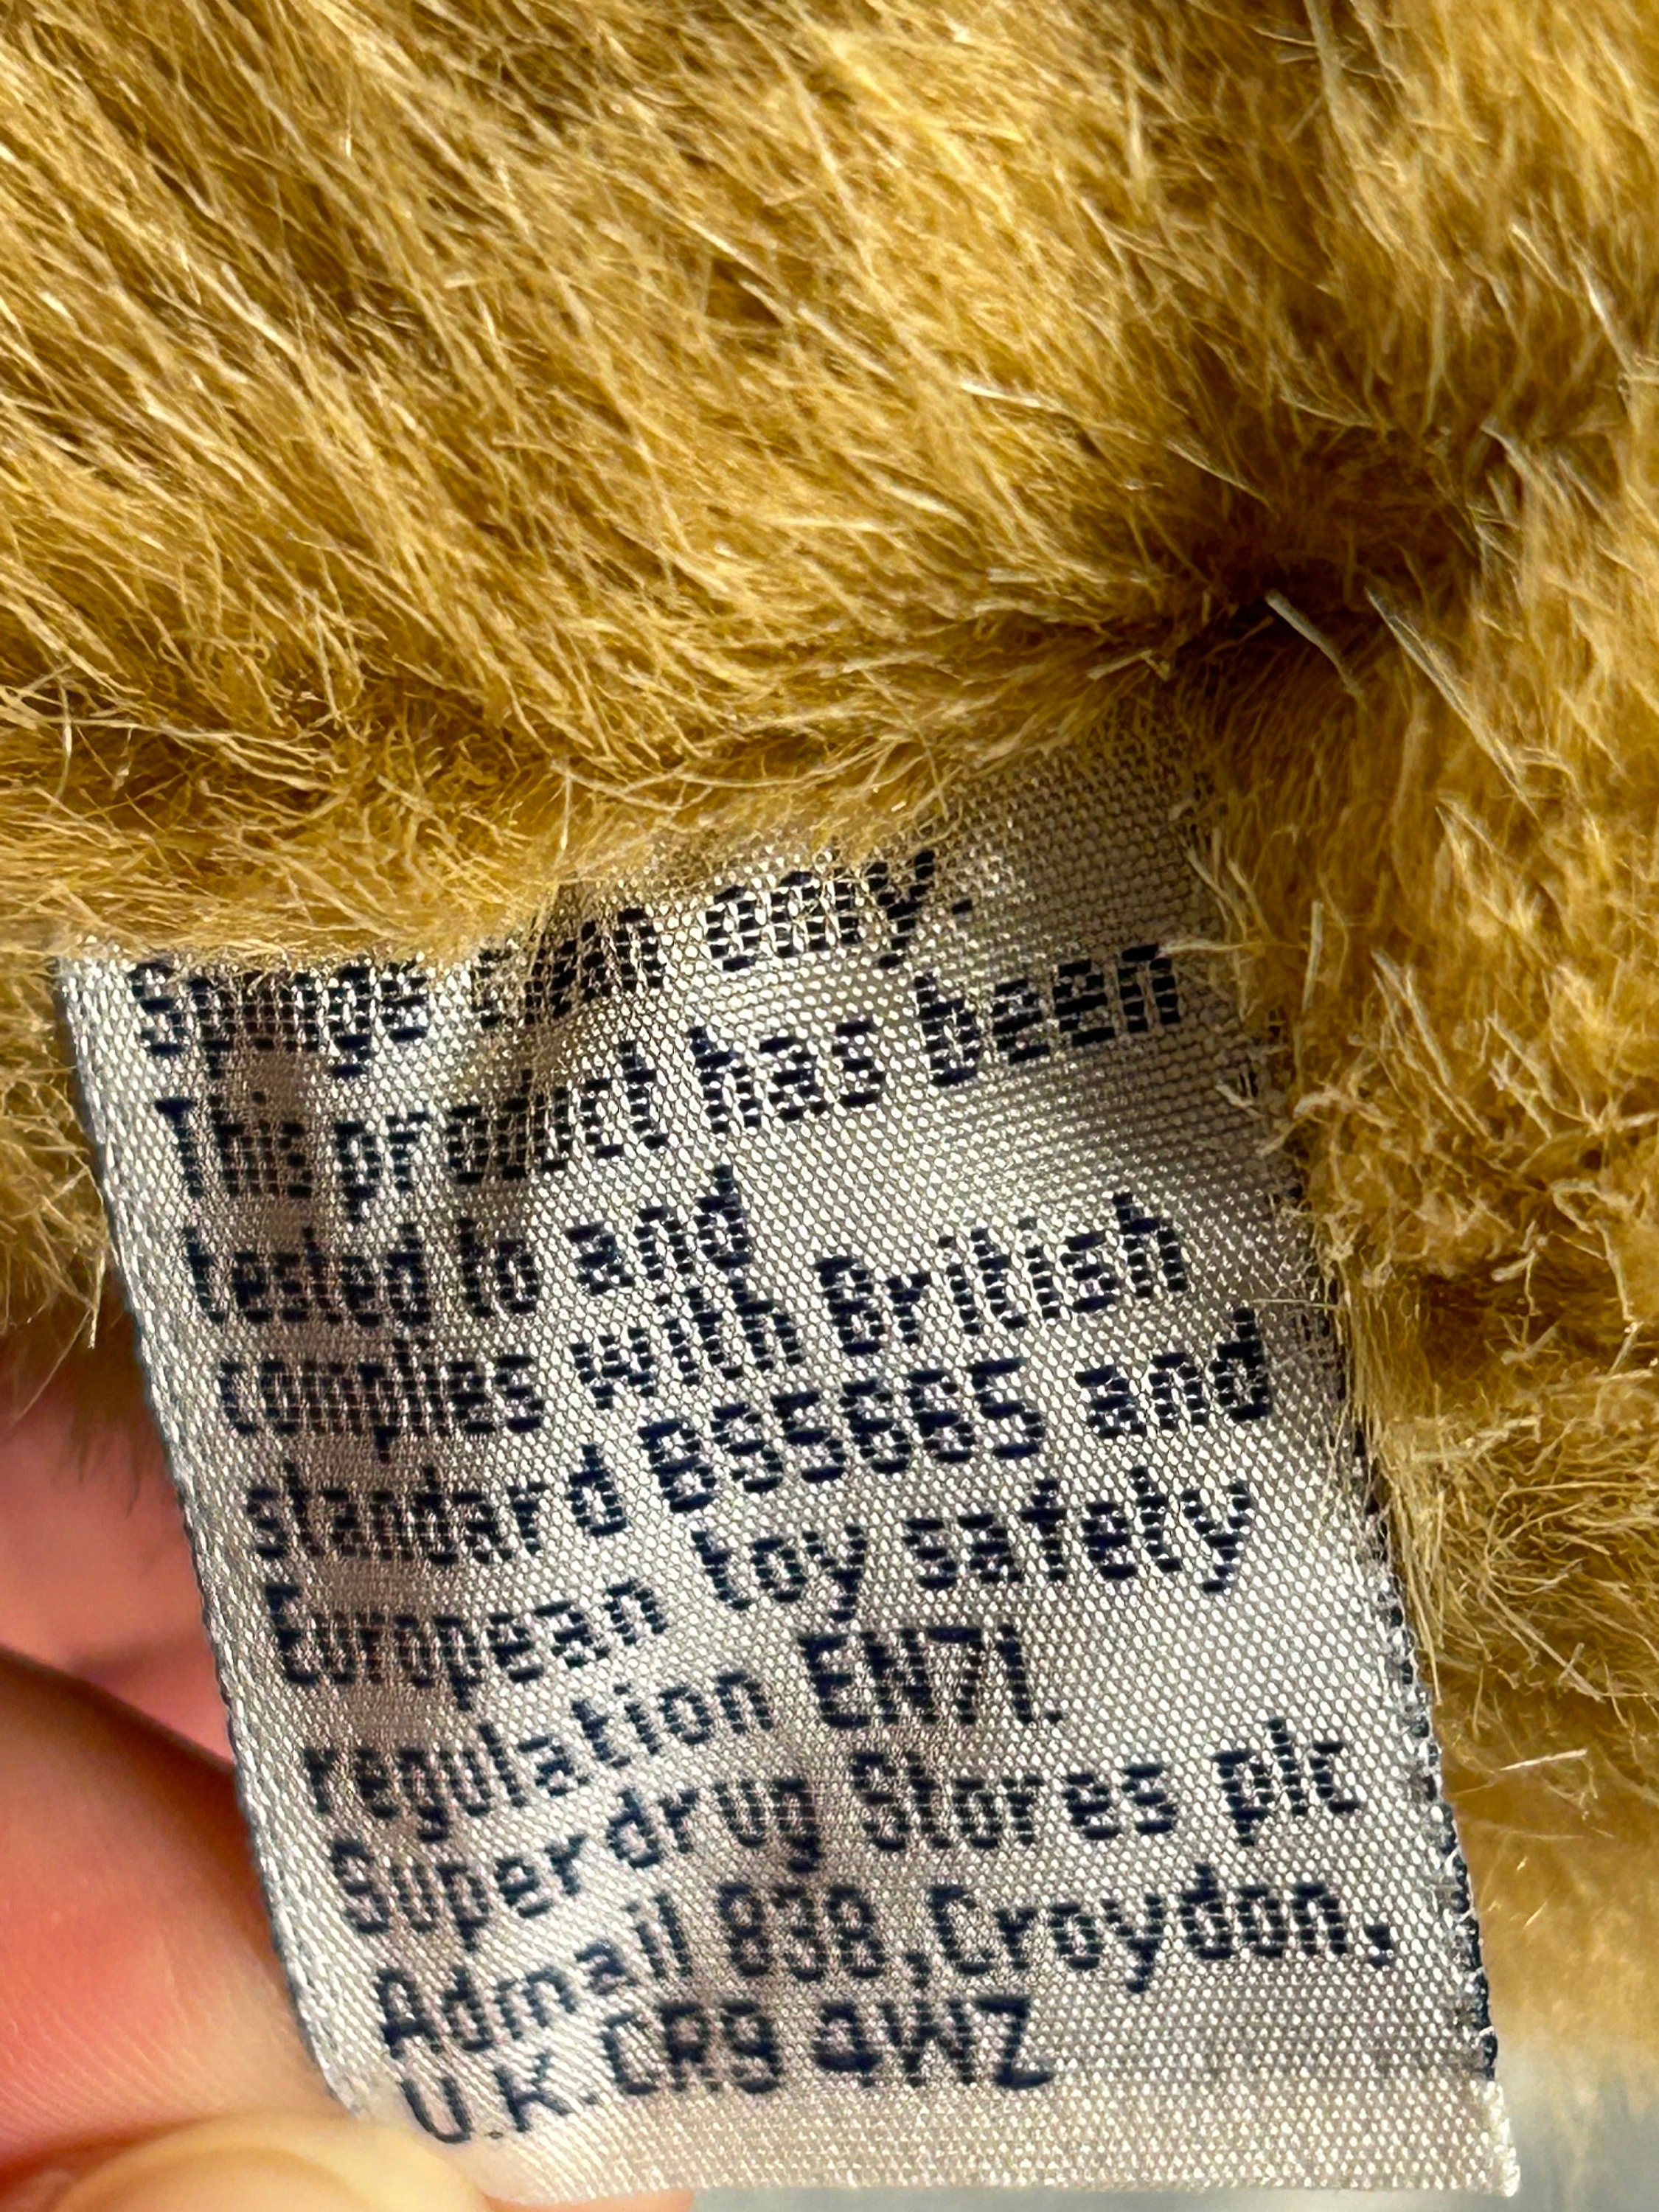 Sponge clean only.
This product has been
tested to and
complies with British
standard BS5665 and
European toy safety
regulation EN71.
Superdrug Stores plc
Admail 838,Croydon,
U.K.CR9 4WZ